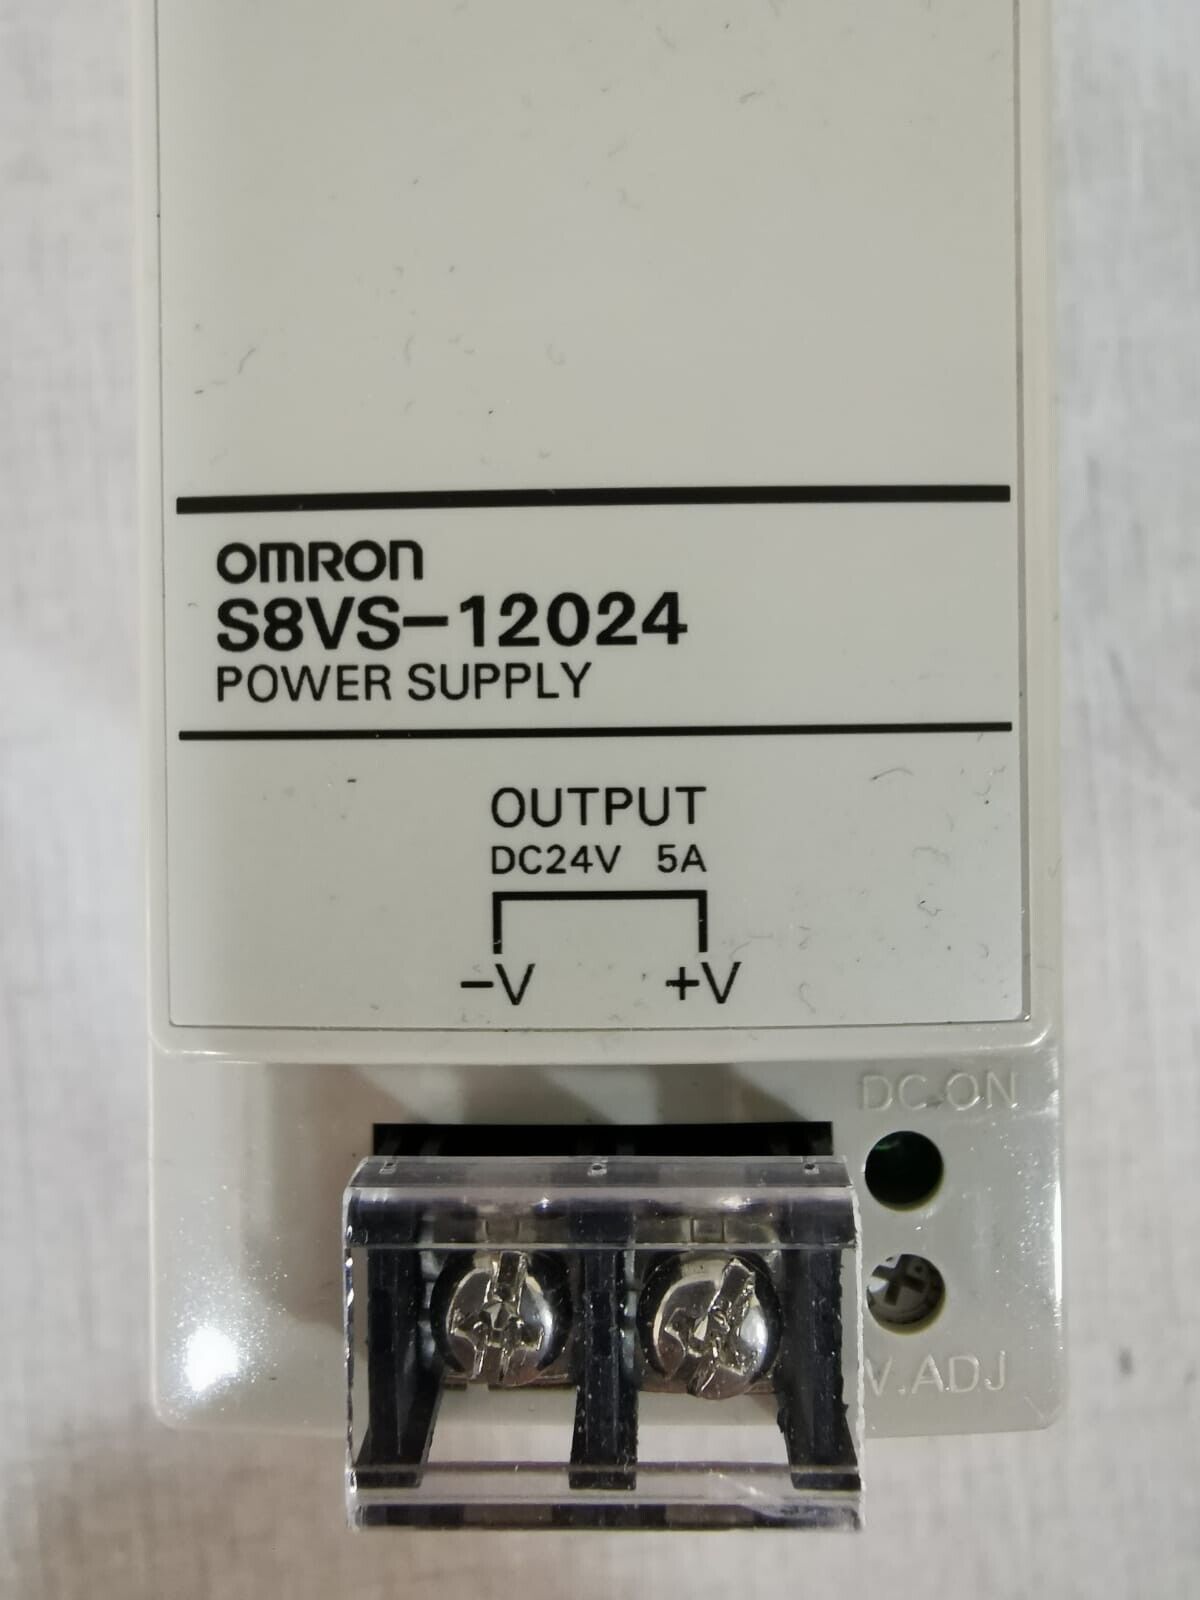 omron
S8VS-12024
POWER SUPPLY
OUTPUT
DC24V 5A
-V +V
DC ON
V.ADJ